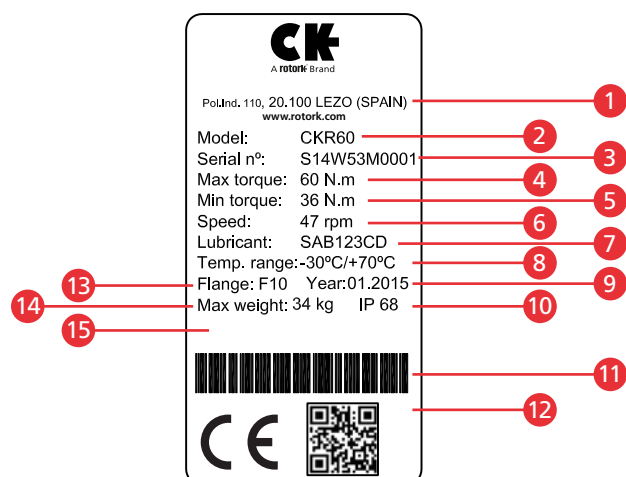 CK
A rotork Brand
Pol.Ind. 110, 20.100 LEZO (SPAIN)
www.rotork.com
Model: CKR60
Serial nº: S14W53M0001
Max torque: 60 N.m
Min torque: 36 N.m
Speed: 47 rpm
Lubricant: SAB123CD
Temp. range:-30ºC/+70ºC
Flange: F10 Year:01.2015
Max weight: 34 kg IP 68
CE
1
2
3
4
5
6
7
8
9
10
11
12
13
14
15